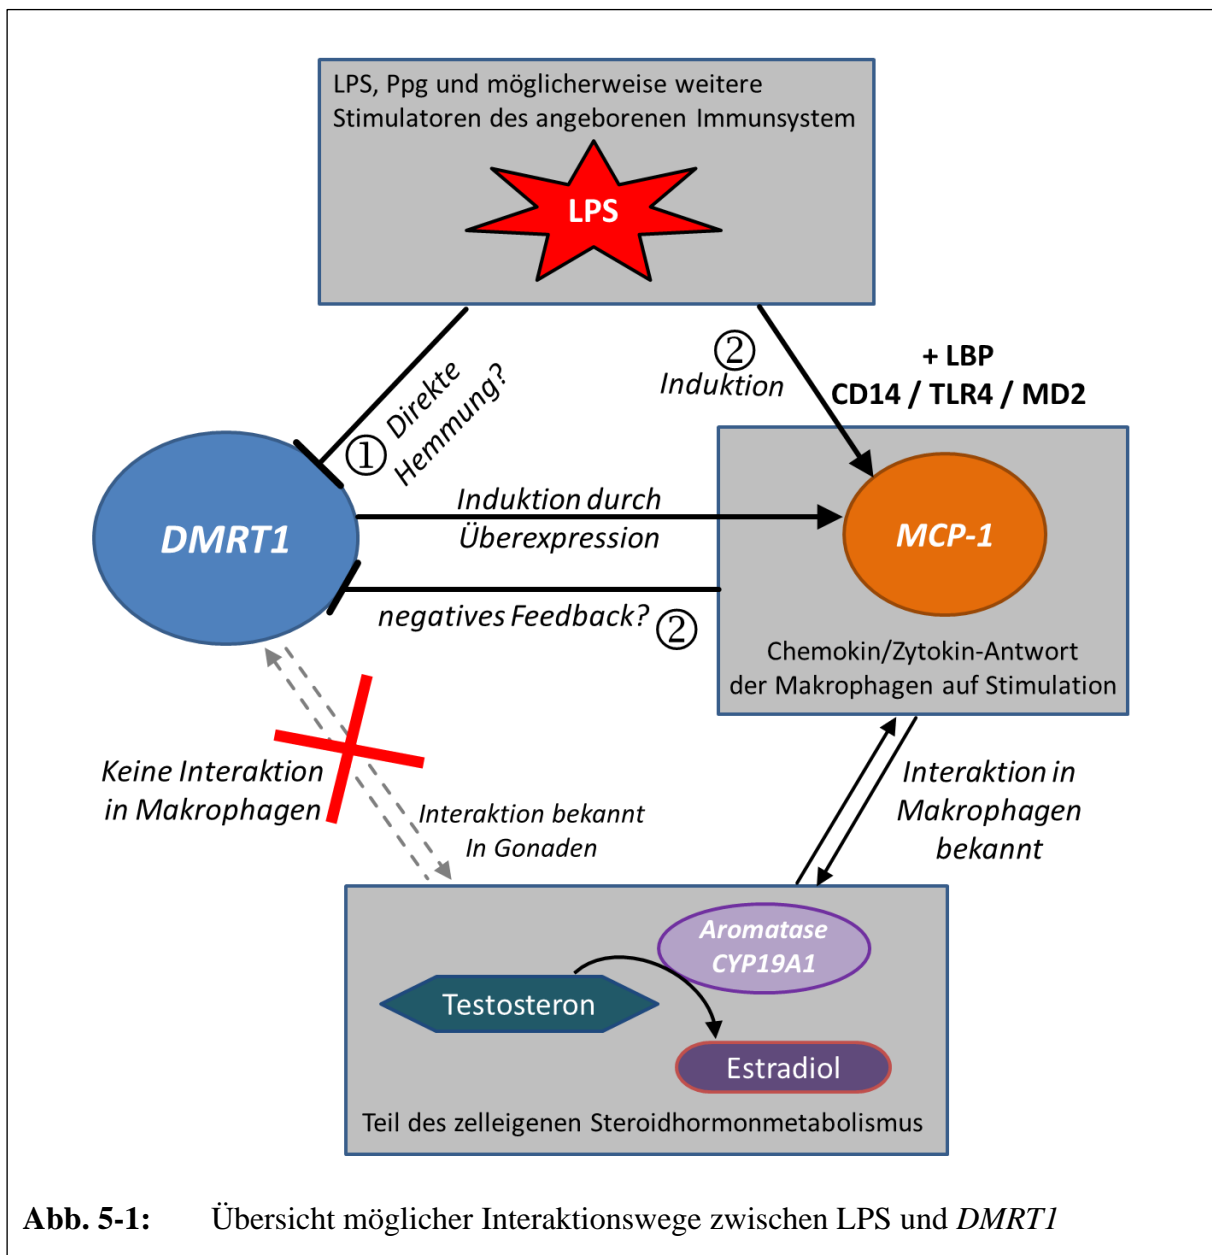 LPS, Ppg und möglicherweise weitere
Stimulatoren des angeborenen Immunsystem
LPS
② 
Induktion
+ LBP
CD14 / TLR4 / MD2
① Direkte
Hemmung?
DMRT1
Induktion durch
Überexpression
MCP-1
negatives Feedback? ②
Chemokin/Zytokin-Antwort
der Makrophagen auf Stimulation
Keine Interaktion
in Makrophagen
Interaktion bekannt
In Gonaden
Interaktion in
Makrophagen
bekannt
Aromatase
CYP19A1
Testosteron
Estradiol
Teil des zelleigenen Steroidhormonmetabolismus
Abb. 5-1: Übersicht möglicher Interaktionswege zwischen LPS und DMRT1